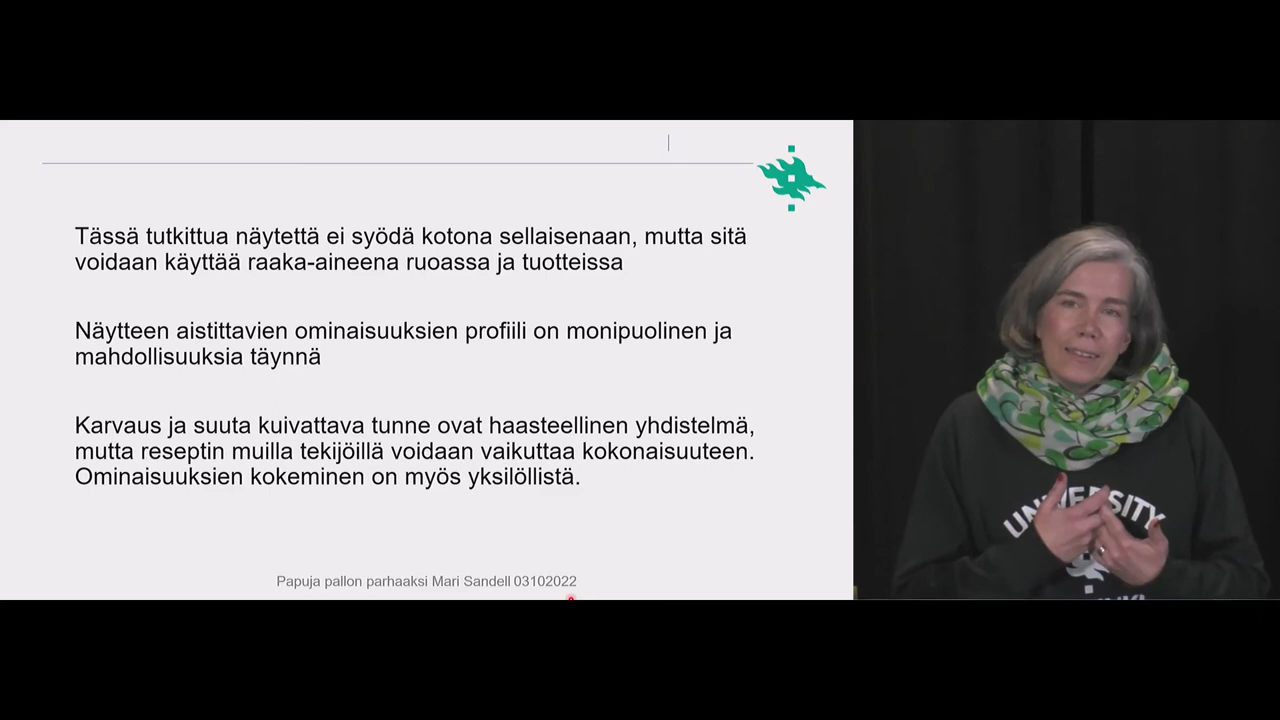 Tässä tutkittua näytettä ei syödä kotona sellaisenaan, mutta sitä
voidaan käyttää raaka-aineena ruoassa ja tuotteissa
Näytteen aistittavien ominaisuuksien profiili on monipuolinen ja
mahdollisuuksia täynnä
Karvaus ja suuta kuivattava tunne ovat haasteellinen yhdistelmä,
mutta reseptin muilla tekijöillä voidaan vaikuttaa kokonaisuuteen.
Ominaisuuksien kokeminen on myös yksilöllistä.
Papuja pallon parhaaksi Mari Sandell 03102022
UNIVERSITY